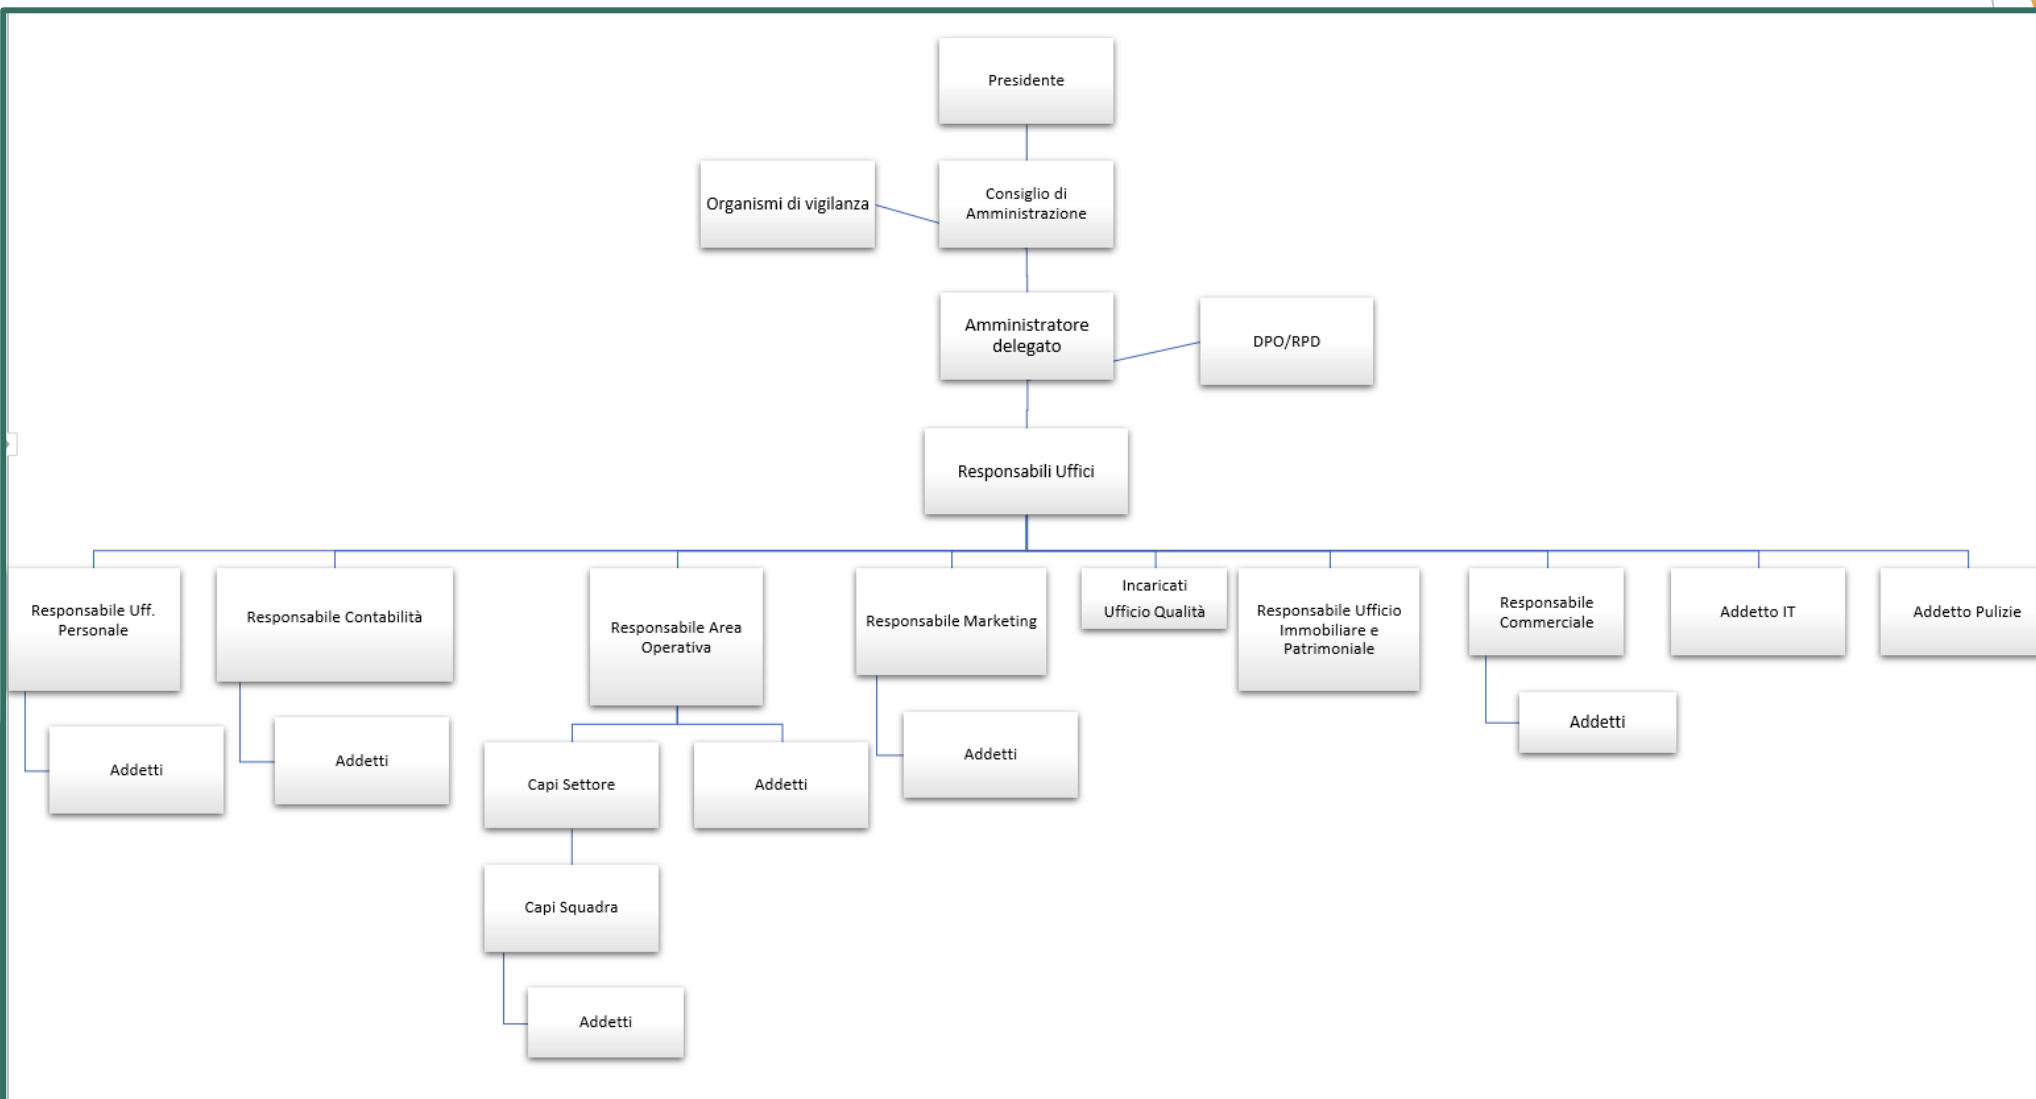 Presidente
Organismi di vigilanza
Consiglio di
Amministrazione
Amministratore
delegato
DPO/RPD
Responsabili Uffici
Responsabile Uff.
Personale
Responsabile Contabilità
Responsabile Area
Operativa
Responsabile Marketing
Incaricati
Ufficio Qualità
Responsabile Ufficio
Immobiliare e
Patrimoniale
Responsabile
Commerciale
Addetto IT
Addetto Pulizie
Addetti
Addetti
Capi Settore
Addetti
Addetti
Addetti
Capi Squadra
Addetti